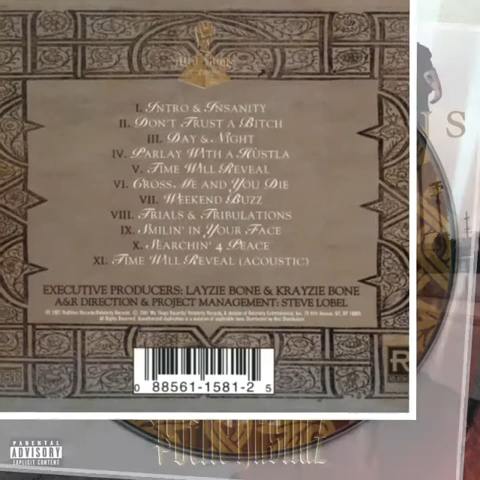 I. INTRO & INSANITY
II. DON'T TRUST A BITCH
III. DAY & NIGHT
IV. PARLAY WITH A HUSTLA
V. TIME WILL REVEAL
VI. CROSS ME AND YOU DIE
VII. WEEKEND BUZZ
VIII. TRIALS & TRIBULATIONS
IX. SMILIN' IN YOUR FACE
X. SEARCHIN' 4 PEACE
XI. TIME WILL REVEAL (ACOUSTIC)
EXECUTIVE PRODUCERS: LAYZIE BONE & KRAYZIE BONE
A&R DIRECTION & PROJECT MANAGEMENT: STEVE LOBEL
All Rights Reserved.
0 88561-1581-2 5
R
U S
PARENTAL
ADVISORY
EXPLICIT CONTENT